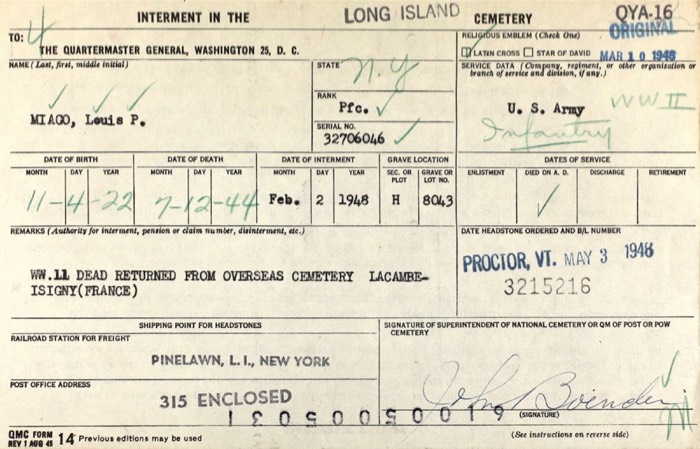 INTERMENT IN THE LONG ISLAND CEMETERY QYA-16
ORIGINAL
TO: 4
THE QUARTERMASTER GENERAL, WASHINGTON 25, D. C.
RELIGIOUS EMBLEM (Check One)
LATIN CROSS STAR OF DAVID MAR 10 1948
NAME (Last, first, middle initial)
MIAGO, Louis P.
STATE
N.Y
RANK
Pfc.
SERIAL NO.
32706046
SERVICE DATA (Company, regiment, or other organization or branch of service and division, if any.)
U. S. Army WW II
Infantry
DATE OF BIRTH DATE OF DEATH DATE OF INTERMENT GRAVE LOCATION DATES OF SERVICE
MONTH DAY YEAR MONTH DAY YEAR MONTH DAY YEAR SEC. OR PLOT GRAVE OR LOT NO. ENLISTMENT DIED ON A. D. DISCHARGE RETIREMENT
11-4-22 7-12-44 Feb. 2 1948 H 8043
REMARKS (Authority for interment, pension or claim number, disinterment, etc.)
WW.11 DEAD RETURNED FROM OVERSEAS CEMETERY LACAMBE-
ISIGNY(FRANCE)
DATE HEADSTONE ORDERED AND B/L NUMBER
PROCTOR, VT. MAY 3 1948
3215216
SHIPPING POINT FOR HEADSTONES
RAILROAD STATION FOR FREIGHT
PINELAWN, L. I., NEW YORK
POST OFFICE ADDRESS
315 ENCLOSED
SIGNATURE OF SUPERINTENDENT OF NATIONAL CEMETERY OR QM OF POST OR POW CEMETERY
John
(SIGNATURE)
QMC FORM 14 Previous editions may be used
REV 1 AUG 45
(See instructions on reverse side)